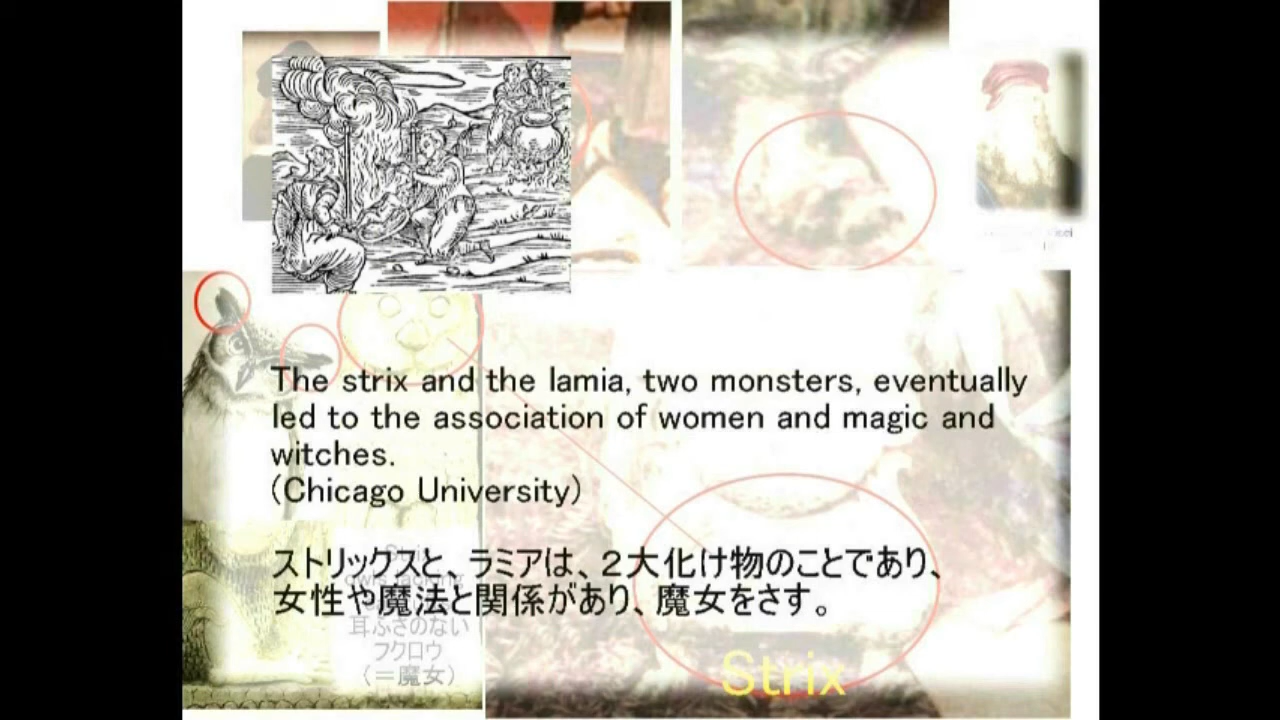 The strix and the lamia, two monsters, eventually
led to the association of women and magic and
witches.
(Chicago University)
ストリックスと、ラミアは、２大化け物のことであり、
女性や魔法と関係があり、魔女をさす。
耳ふさのない
フクロウ
（＝魔女）
Strix